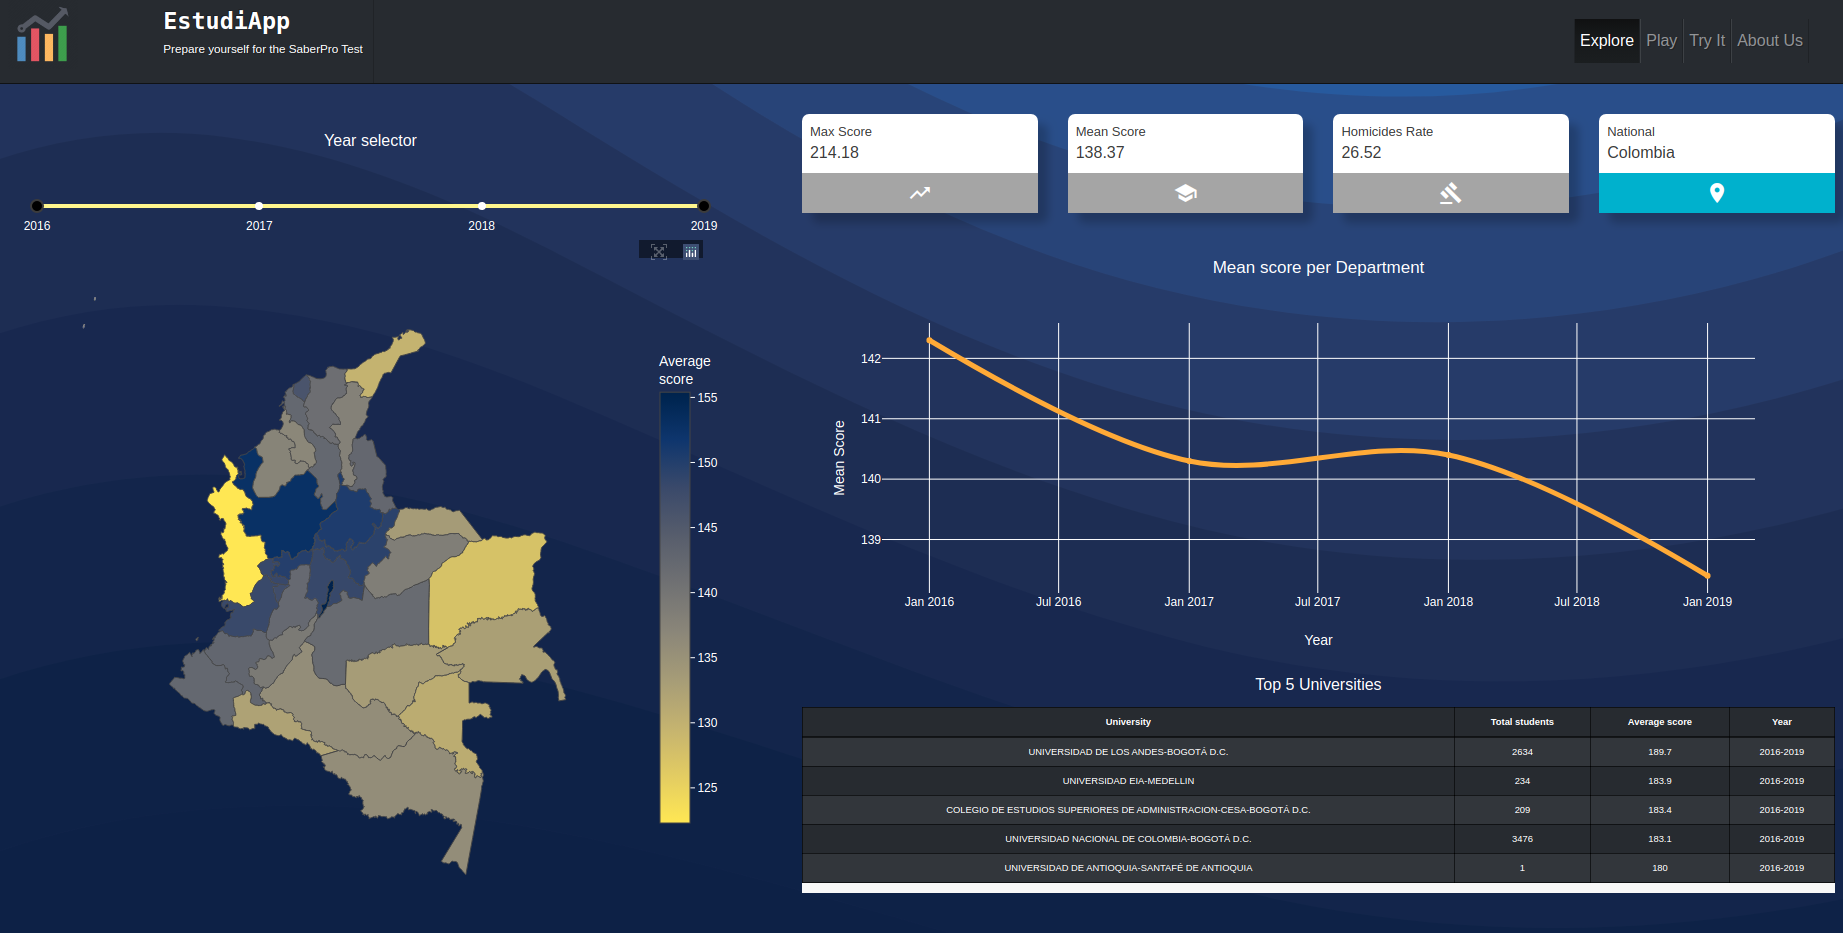 EstudiApp
Prepare yourself for the SaberPro Test
Explore
Play
Try It
About Us
Year selector
2016
2017
2018
2019
Max Score
214.18
Mean Score
138.37
Homicides Rate
26.52
National
Colombia
Average
score
155
150
145
140
135
130
125
Mean score per Department
Mean Score
142
141
140
139
Jan 2016
Jul 2016
Jan 2017
Jul 2017
Jan 2018
Jul 2018
Jan 2019
Year
Top 5 Universities
University Total students Average score Year
UNIVERSIDAD DE LOS ANDES-BOGOTÁ D.C. 2634 189.7 2016-2019
UNIVERSIDAD EIA-MEDELLIN 234 183.9 2016-2019
COLEGIO DE ESTUDIOS SUPERIORES DE ADMINISTRACION-CESA-BOGOTÁ D.C. 209 183.4 2016-2019
UNIVERSIDAD NACIONAL DE COLOMBIA-BOGOTÁ D.C. 3476 183.1 2016-2019
UNIVERSIDAD DE ANTIOQUIA-SANTAFÉ DE ANTIOQUIA 1 180 2016-2019